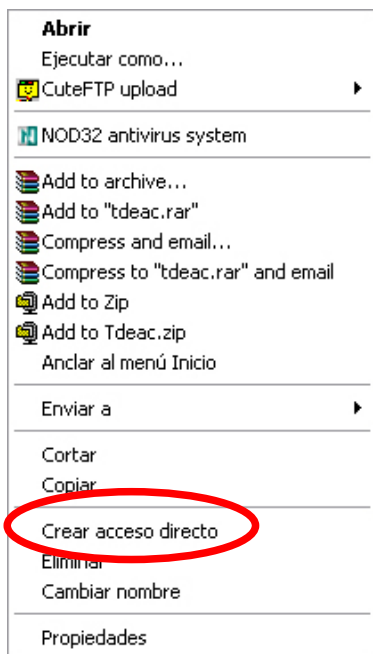 Abrir
Ejecutar como...
CuteFTP upload
NOD32 antivirus system
Add to archive...
Add to "tdeac.rar"
Compress and email...
Compress to "tdeac.rar" and email
Add to Zip
Add to Tdeac.zip
Anclar al menú Inicio
Enviar a
Cortar
Copiar
Crear acceso directo
Eliminar
Cambiar nombre
Propiedades